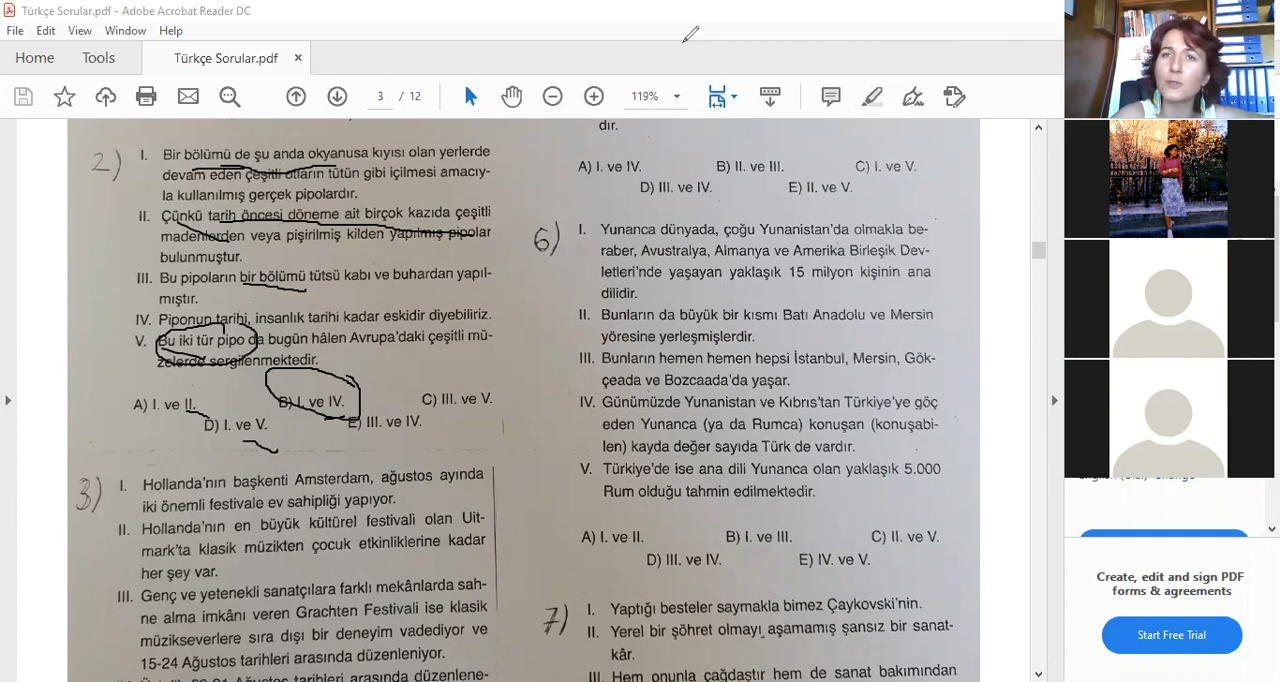 Türkçe Sorular.pdf - Adobe Acrobat Reader DC
File Edit View Window Help
Home Tools Türkçe Sorular.pdf ×
3 / 12 119%
2) I. Bir bölümü de şu anda okyanusa kıyısı olan yerlerde
devam eden çeşitli otların tütün gibi içilmesi amacıy-
la kullanılmış gerçek pipolardır.
II. Çünkü tarih öncesi döneme ait birçok kazıda çeşitli
madenlerden veya pişirilmiş kilden yapılmış pipolar
bulunmuştur.
III. Bu pipoların bir bölümü tütsü kabı ve buhardan yapıl-
mıştır.
IV. Piponun tarihi, insanlık tarihi kadar eskidir diyebiliriz.
V. Bu iki tür pipo da bugün hâlen Avrupa'daki çeşitli mü-
zelerde sergilenmektedir.
A) I. ve II. B) I. ve IV. C) III. ve V.
D) I. ve V. E) III. ve IV.
3) I. Hollanda'nın başkenti Amsterdam, ağustos ayında
iki önemli festivale ev sahipliği yapıyor.
II. Hollanda'nın en büyük kültürel festivali olan Uit-
mark'ta klasik müzikten çocuk etkinliklerine kadar
her şey var.
III. Genç ve yetenekli sanatçılara farklı mekânlarda sah-
ne alma imkânı veren Grachten Festivali ise klasik
müzikseverlere sıra dışı bir deneyim vadediyor ve
15-24 Ağustos tarihleri arasında düzenleniyor.
Ağustos tarihleri arasında düzenlene-
dır.
A) I. ve IV. B) II. ve III. C) I. ve V.
D) III. ve IV. E) II. ve V.
6) I. Yunanca dünyada, çoğu Yunanistan'da olmakla be-
raber, Avustralya, Almanya ve Amerika Birleşik Dev-
letleri'nde yaşayan yaklaşık 15 milyon kişinin ana
dilidir.
II. Bunların da büyük bir kısmı Batı Anadolu ve Mersin
yöresine yerleşmişlerdir.
III. Bunların hemen hemen hepsi İstanbul, Mersin, Gök-
çeada ve Bozcaada'da yaşar.
IV. Günümüzde Yunanistan ve Kıbrıs'tan Türkiye'ye göç
eden Yunanca (ya da Rumca) konuşan (konuşabi-
len) kayda değer sayıda Türk de vardır.
V. Türkiye'de ise ana dili Yunanca olan yaklaşık 5.000
Rum olduğu tahmin edilmektedir.
A) I. ve II. B) I. ve III. C) II. ve V.
D) III. ve IV. E) IV. ve V.
7) I. Yaptığı besteler saymakla bimez Çaykovski'nin.
II. Yerel bir şöhret olmayı aşamamış şansız bir sanat-
kâr.
III. Hem onunla çağdaştır hem de sanat bakımından
Create, edit and sign PDF
forms & agreements
Start Free Trial